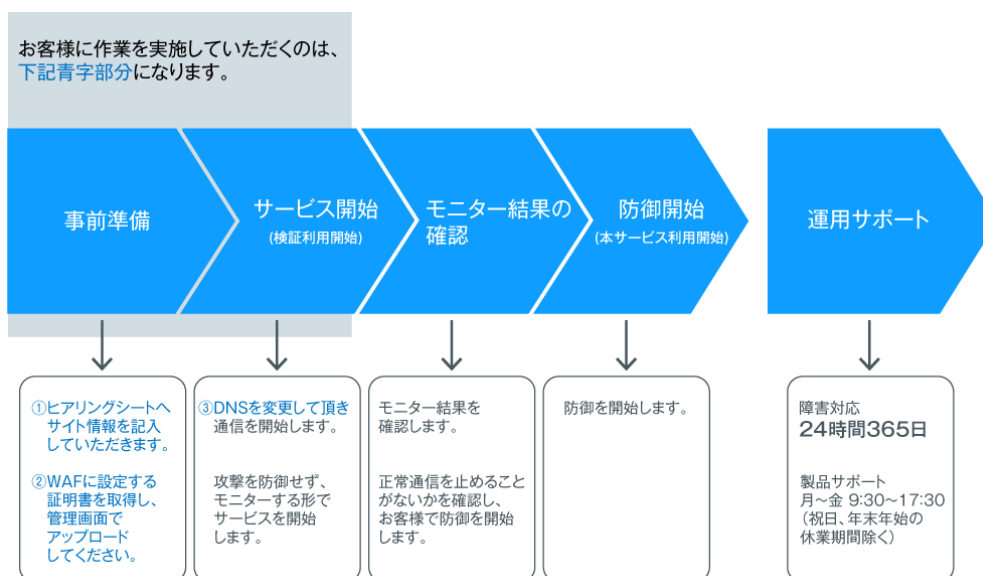 お客様に作業を実施していただくのは、
下記青字部分になります。
事前準備
サービス開始
(検証利用開始)
モニター結果の
確認
防御開始
(本サービス利用開始)
運用サポート
①ヒアリングシートへ
サイト情報を記入
していただきます。
②WAFに設定する
証明書を取得し、
管理画面で
アップロード
してください。
③DNSを変更して頂き
通信を開始します。
攻撃を防御せず、
モニターする形で
サービスを開始
します。
モニター結果を
確認します。
正常通信を止めること
がないかを確認し、
お客様で防御を開始
します。
防御を開始します。
障害対応
24時間365日
製品サポート
月～金 9:30～17:30
（祝日、年末年始の
休業期間除く）